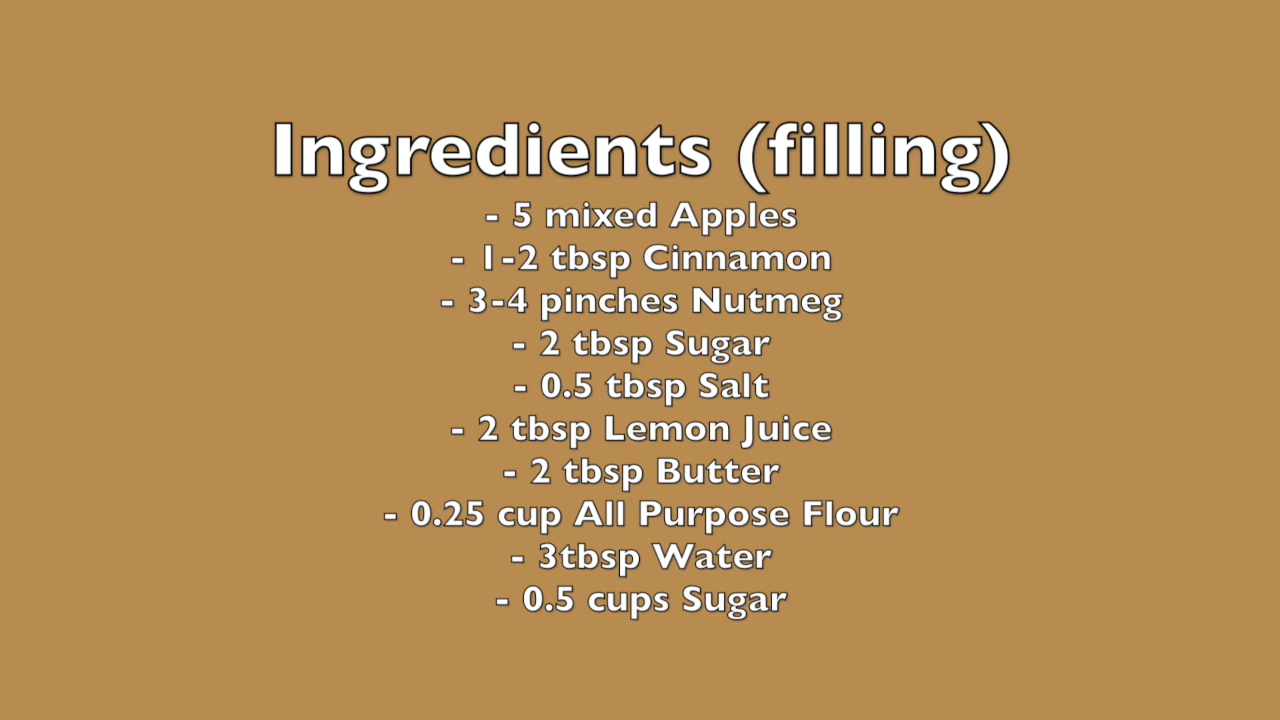 Ingredients (filling)
- 5 mixed Apples
- 1-2 tbsp Cinnamon
- 3-4 pinches Nutmeg
- 2 tbsp Sugar
- 0.5 tbsp Salt
- 2 tbsp Lemon Juice
- 2 tbsp Butter
- 0.25 cup All Purpose Flour
- 3tbsp Water
- 0.5 cups Sugar